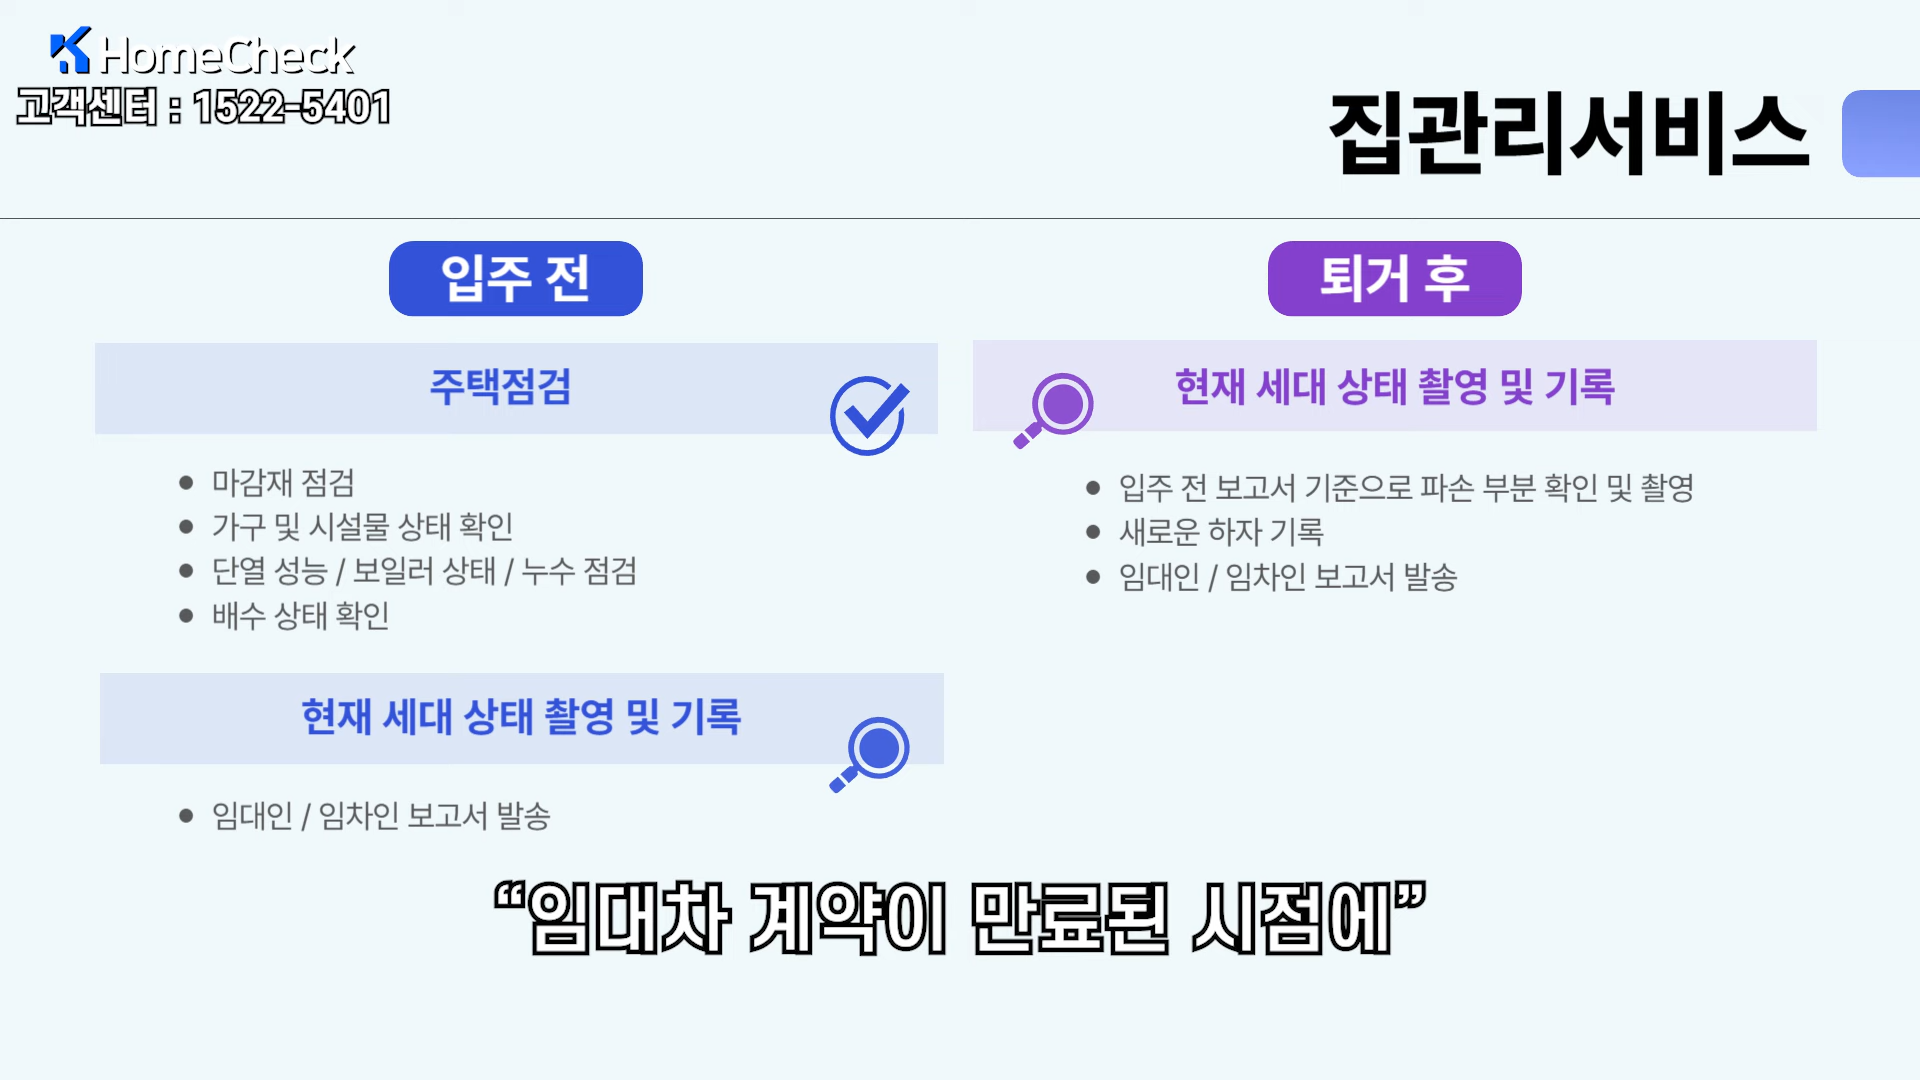 HomeCheck
고객센터 : 1522-5401
집관리서비스
입주 전
주택점검
마감재 점검
가구 및 시설물 상태 확인
단열 성능 / 보일러 상태 / 누수 점검
배수 상태 확인
현재 세대 상태 촬영 및 기록
임대인 / 임차인 보고서 발송
퇴거 후
현재 세대 상태 촬영 및 기록
입주 전 보고서 기준으로 파손 부분 확인 및 촬영
새로운 하자 기록
임대인 / 임차인 보고서 발송
“임대차 계약이 만료된 시점에”